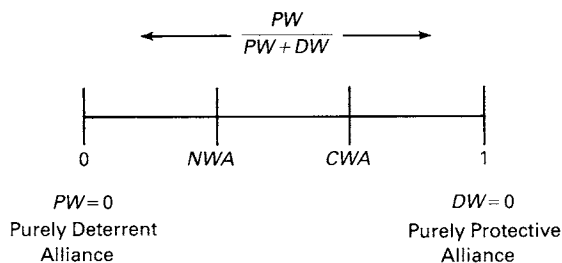 PW
PW + DW
0 NWA CWA 1
PW = 0 DW = 0
Purely Deterrent Purely Protective
Alliance Alliance